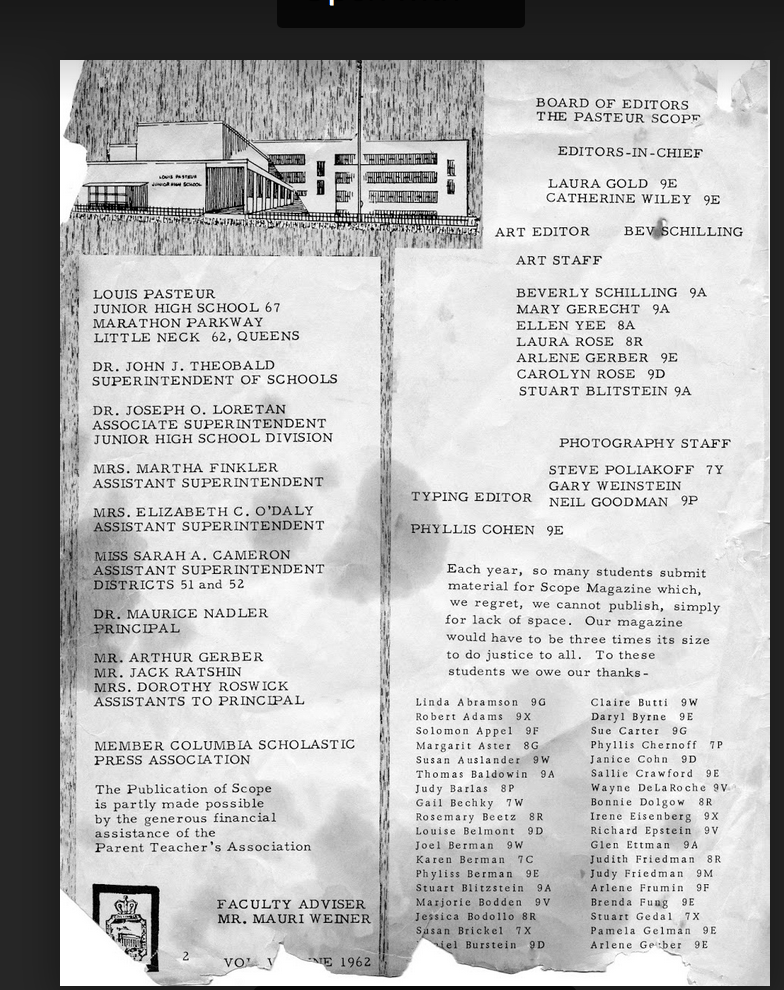 LOUIS PASTEUR
JUNIOR HIGH SCHOOL
LOUIS PASTEUR
JUNIOR HIGH SCHOOL 67
MARATHON PARKWAY
LITTLE NECK 62, QUEENS
DR. JOHN J. THEOBALD
SUPERINTENDENT OF SCHOOLS
DR. JOSEPH O. LORETAN
ASSOCIATE SUPERINTENDENT
JUNIOR HIGH SCHOOL DIVISION
MRS. MARTHA FINKLER
ASSISTANT SUPERINTENDENT
MRS. ELIZABETH C. O'DALY
ASSISTANT SUPERINTENDENT
MISS SARAH A. CAMERON
ASSISTANT SUPERINTENDENT
DISTRICTS 51 and 52
DR. MAURICE NADLER
PRINCIPAL
MR. ARTHUR GERBER
MR. JACK RATSHIN
MRS. DOROTHY ROSWICK
ASSISTANTS TO PRINCIPAL
MEMBER COLUMBIA SCHOLASTIC
PRESS ASSOCIATION
The Publication of Scope
is partly made possible
by the generous financial
assistance of the
Parent Teacher's Association
FACULTY ADVISER
MR. MAURI WEINER
2
1962
BOARD OF EDITORS
THE PASTEUR SCOPE
EDITORS-IN-CHIEF
LAURA GOLD 9E
CATHERINE WILEY 9E
ART EDITOR BEV SCHILLING
ART STAFF
BEVERLY SCHILLING 9A
MARY GERECHT 9A
ELLEN YEE 8A
LAURA ROSE 8R
ARLENE GERBER 9E
CAROLYN ROSE 9D
STUART BLITSTEIN 9A
PHOTOGRAPHY STAFF
STEVE POLIAKOFF 7Y
GARY WEINSTEIN
NEIL GOODMAN 9P
TYPING EDITOR
PHYLLIS COHEN 9E
Each year, so many students submit
material for Scope Magazine which,
we regret, we cannot publish, simply
for lack of space. Our magazine
would have to be three times its size
to do justice to all. To these
students we owe our thanks-
Linda Abramson 9G
Robert Adams 9X
Solomon Appel 9F
Margarit Aster 8G
Susan Auslander 9W
Thomas Baldowin 9A
Judy Barlas 8P
Gail Bechky 7W
Rosemary Beetz 8R
Louise Belmont 9D
Joel Berman 9W
Karen Berman 7C
Phyliss Berman 9E
Stuart Blitzstein 9A
Marjorie Bodden 9V
Jessica Bodollo 8R
Susan Brickel 7X
Burstein 9D
Claire Butti 9W
Daryl Byrne 9E
Sue Carter 9G
Phyllis Chernoff 7P
Janice Cohn 9D
Sallie Crawford 9E
Wayne DeLaRoche 9V
Bonnie Dolgow 8R
Irene Eisenberg 9X
Richard Epstein 9V
Glen Ettman 9A
Judith Friedman 8R
Judy Friedman 9M
Arlene Frumin 9F
Brenda Fung 9E
Stuart Gedal 7X
Pamela Gelman 9E
Arlene Gerber 9E